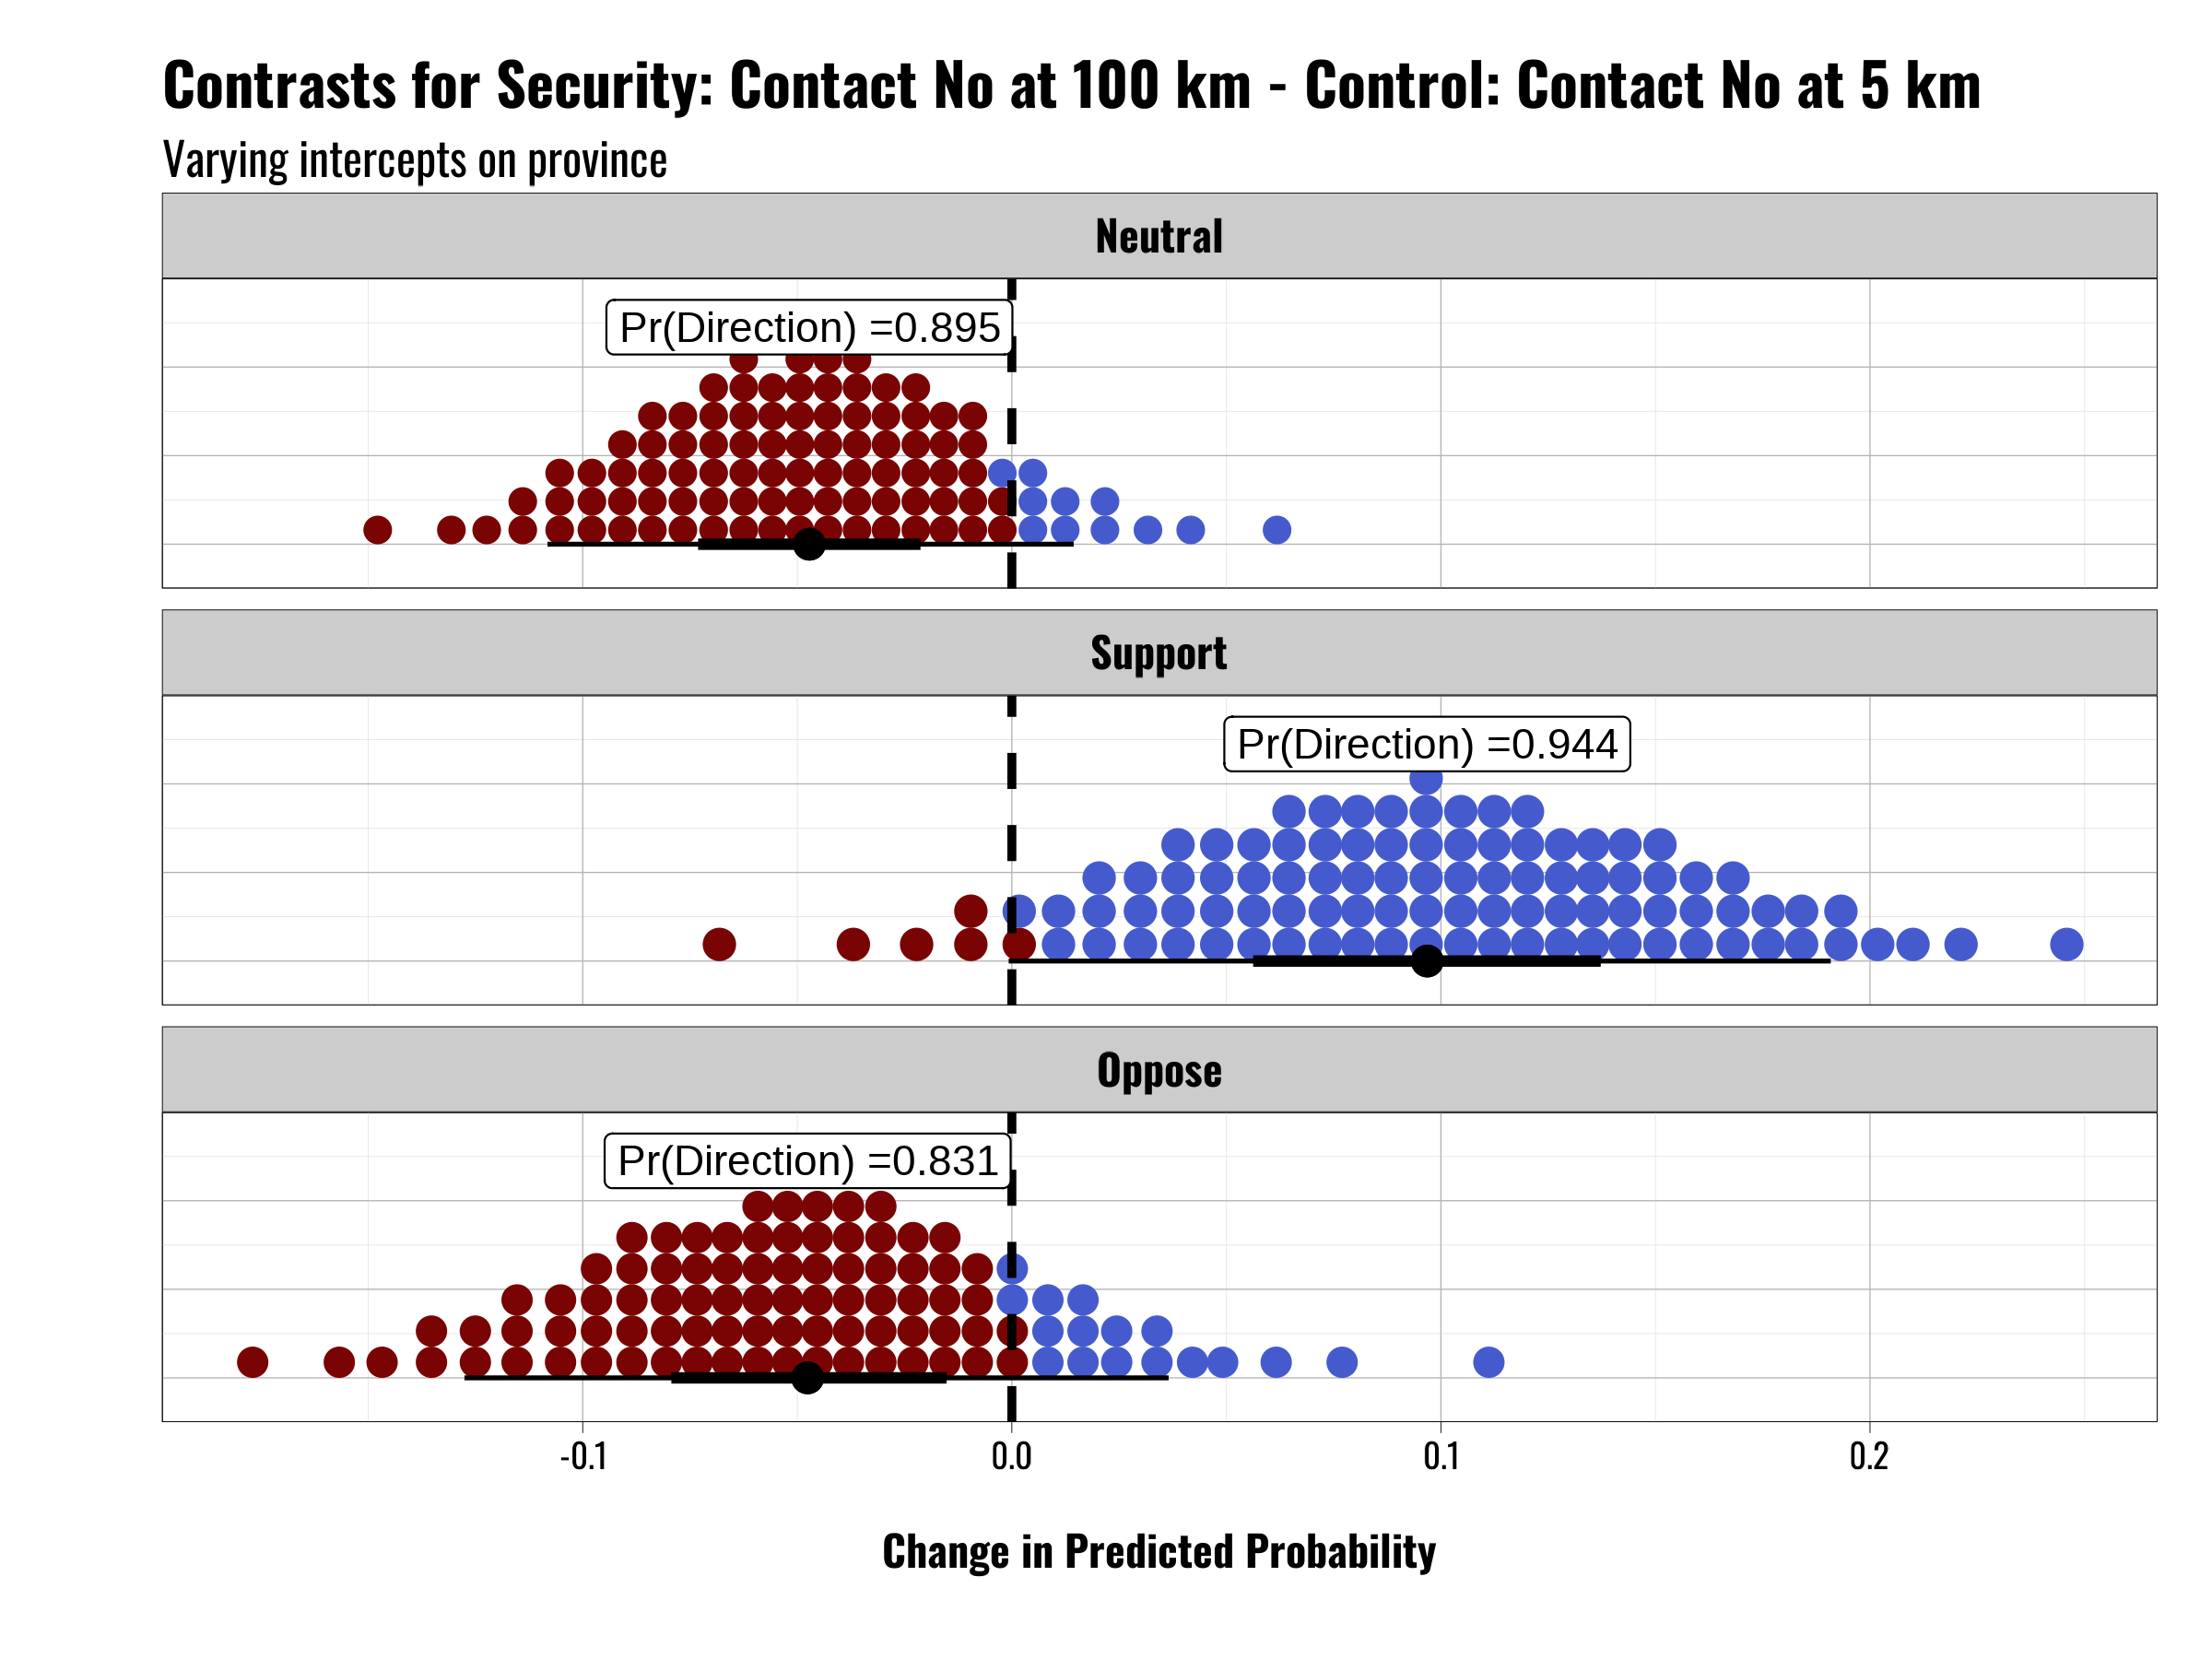 Contrasts for Security: Contact No at 100 km - Control: Contact No at 5 km
Varying intercepts on province
Neutral
Pr(Direction) =0.895
Support
Pr(Direction) =0.944
Oppose
Pr(Direction) =0.831
-0.1 0.0 0.1 0.2
Change in Predicted Probability